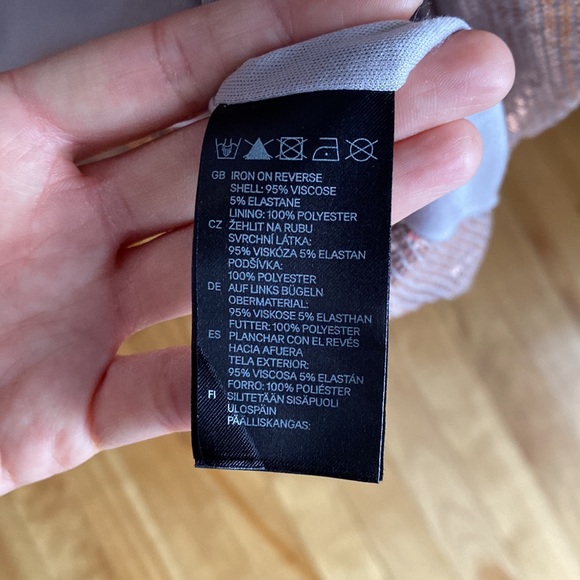 GB IRON ON REVERSE
SHELL: 95% VISCOSE
5% ELASTANE
LINING: 100% POLYESTER
CZ ŽEHLIT NA RUBU
SVRCHNÍ LÁTKA:
95% VISKÓZA 5% ELASTAN
PODŠÍVKA:
100% POLYESTER
DE AUF LINKS BÜGELN
OBERMATERIAL:
95% VISKOSE 5% ELASTHAN
FUTTER: 100% POLYESTER
ES PLANCHAR CON EL REVÉS
HACIA AFUERA
TELA EXTERIOR:
95% VISCOSA 5% ELASTÁN
FORRO: 100% POLIÉSTER
FI SILITETÄÄN SISÄPUOLI
ULOSPÄIN
PÄÄLLISKANGAS: